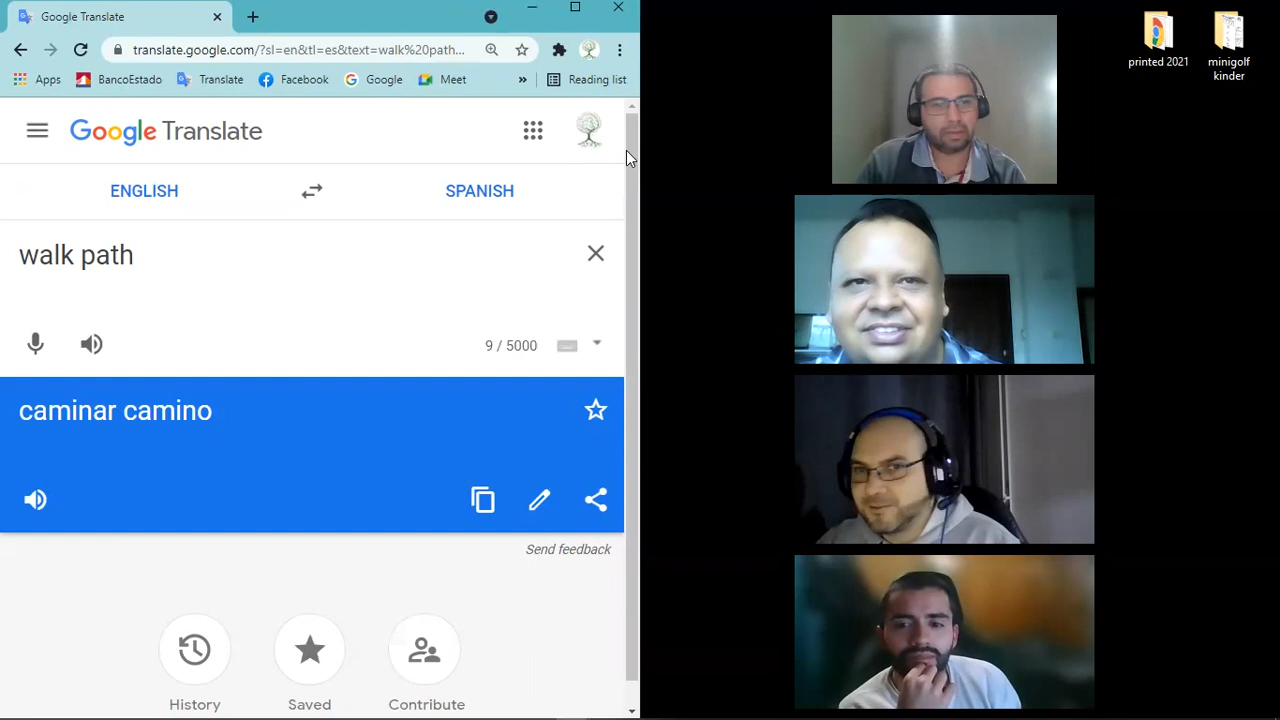 Google Translate
translate.google.com/?sl=en&tl=es&text=walk%20path...
Apps
BancoEstado
Translate
Facebook
Google
Meet
»
Reading list
Google Translate
ENGLISH
SPANISH
walk path
9 / 5000
caminar camino
Send feedback
History
Saved
Contribute
printed 2021
minigolf
kinder